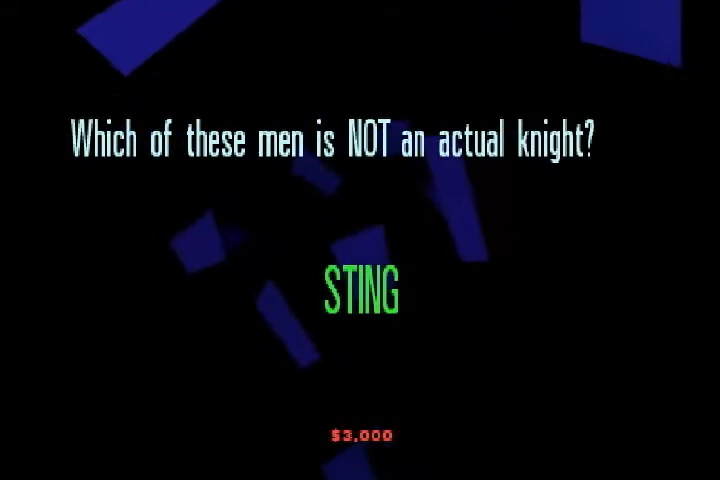 Which of these men is NOT an actual knight?
STING
$3,000